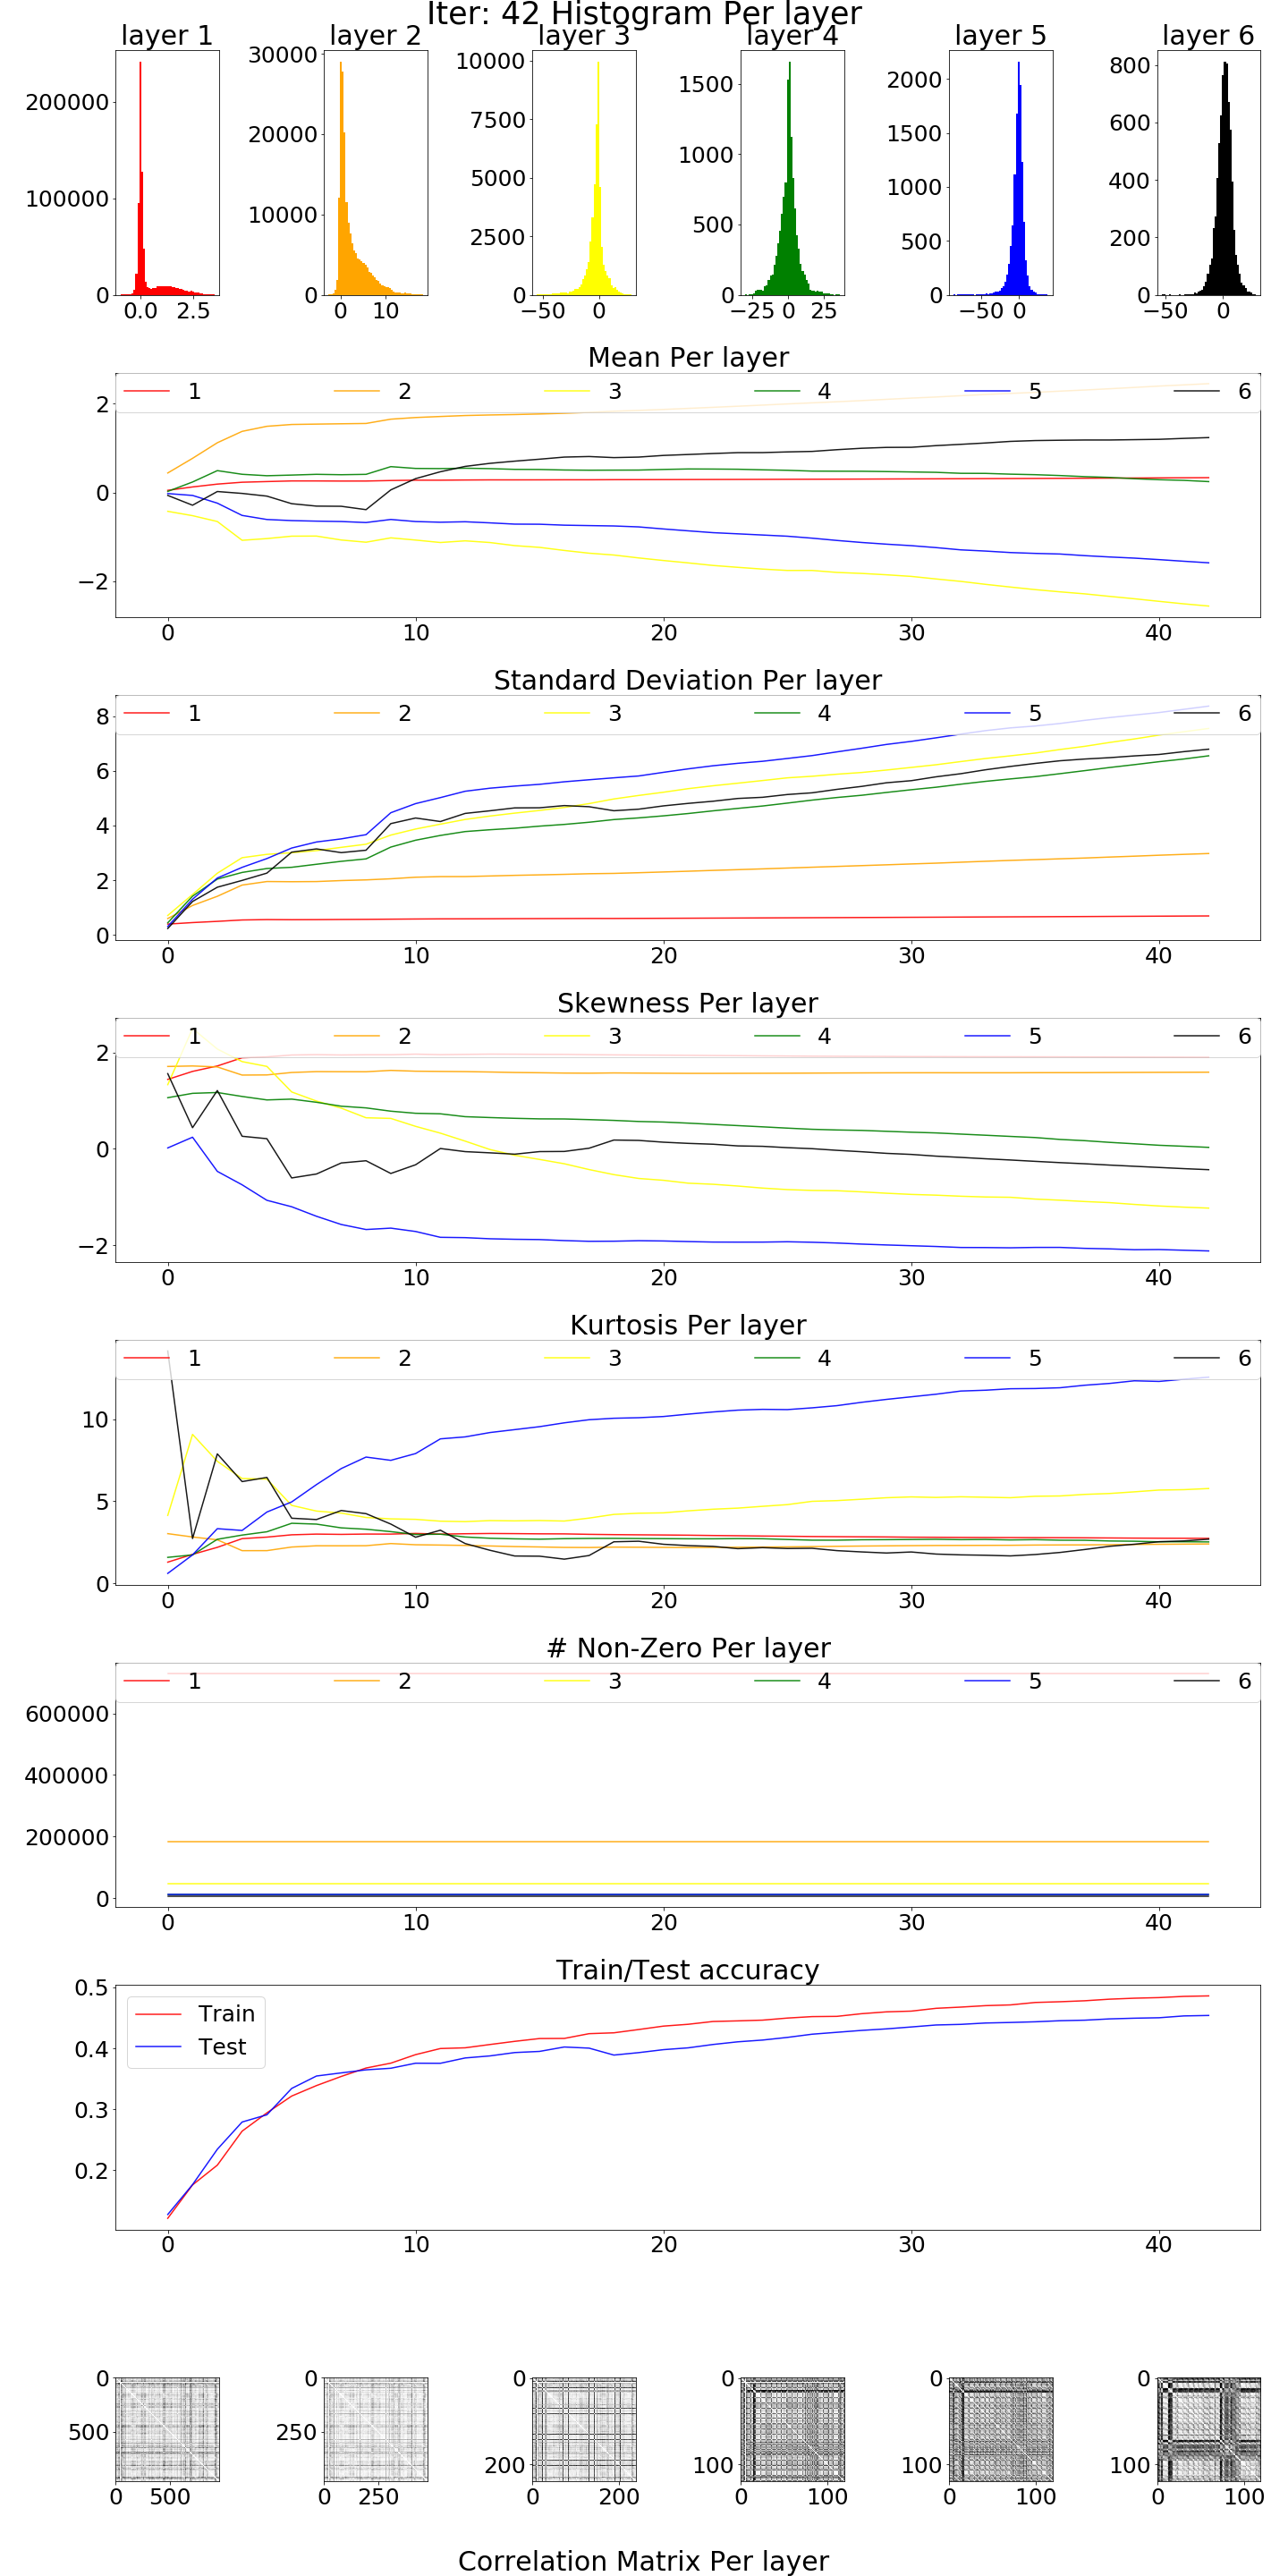 Iter: 42 Histogram Per layer
layer 1 layer 2 layer 3 layer 4 layer 5 layer 6
200000 100000 0
0.0 2.5
30000 20000 10000 0
0 10
10000 7500 5000 2500 0
−50 0
1500 1000 500 0
−25 0 25
2000 1500 1000 500 0
−50 0
800 600 400 200 0
−50 0
Mean Per layer
1 2 3 4 5 6
2
0
−2
0 10 20 30 40
Standard Deviation Per layer
1 2 3 4 5 6
8
6
4
2
0
0 10 20 30 40
Skewness Per layer
1 2 3 4 5 6
2
0
−2
0 10 20 30 40
Kurtosis Per layer
1 2 3 4 5 6
10
5
0
0 10 20 30 40
# Non-Zero Per layer
1 2 3 4 5 6
600000
400000
200000
0
0 10 20 30 40
Train/Test accuracy
Train
Test
0.5
0.4
0.3
0.2
0 10 20 30 40
0 500
0 500
0 250
0 250
0 200
0 200
0 100
0 100
0 100
0 100
0 100
0 100
Correlation Matrix Per layer